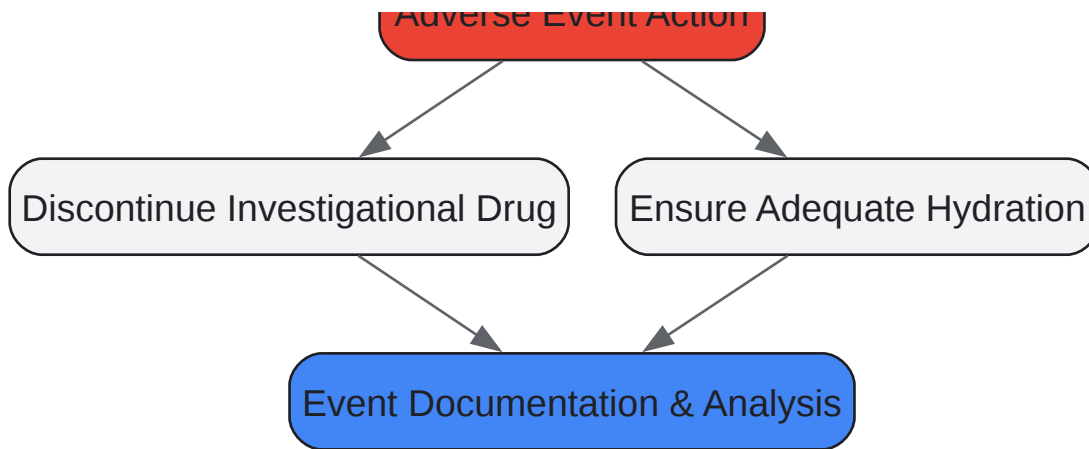 Adverse Event Action
Discontinue Investigational Drug
Ensure Adequate Hydration
Event Documentation & Analysis